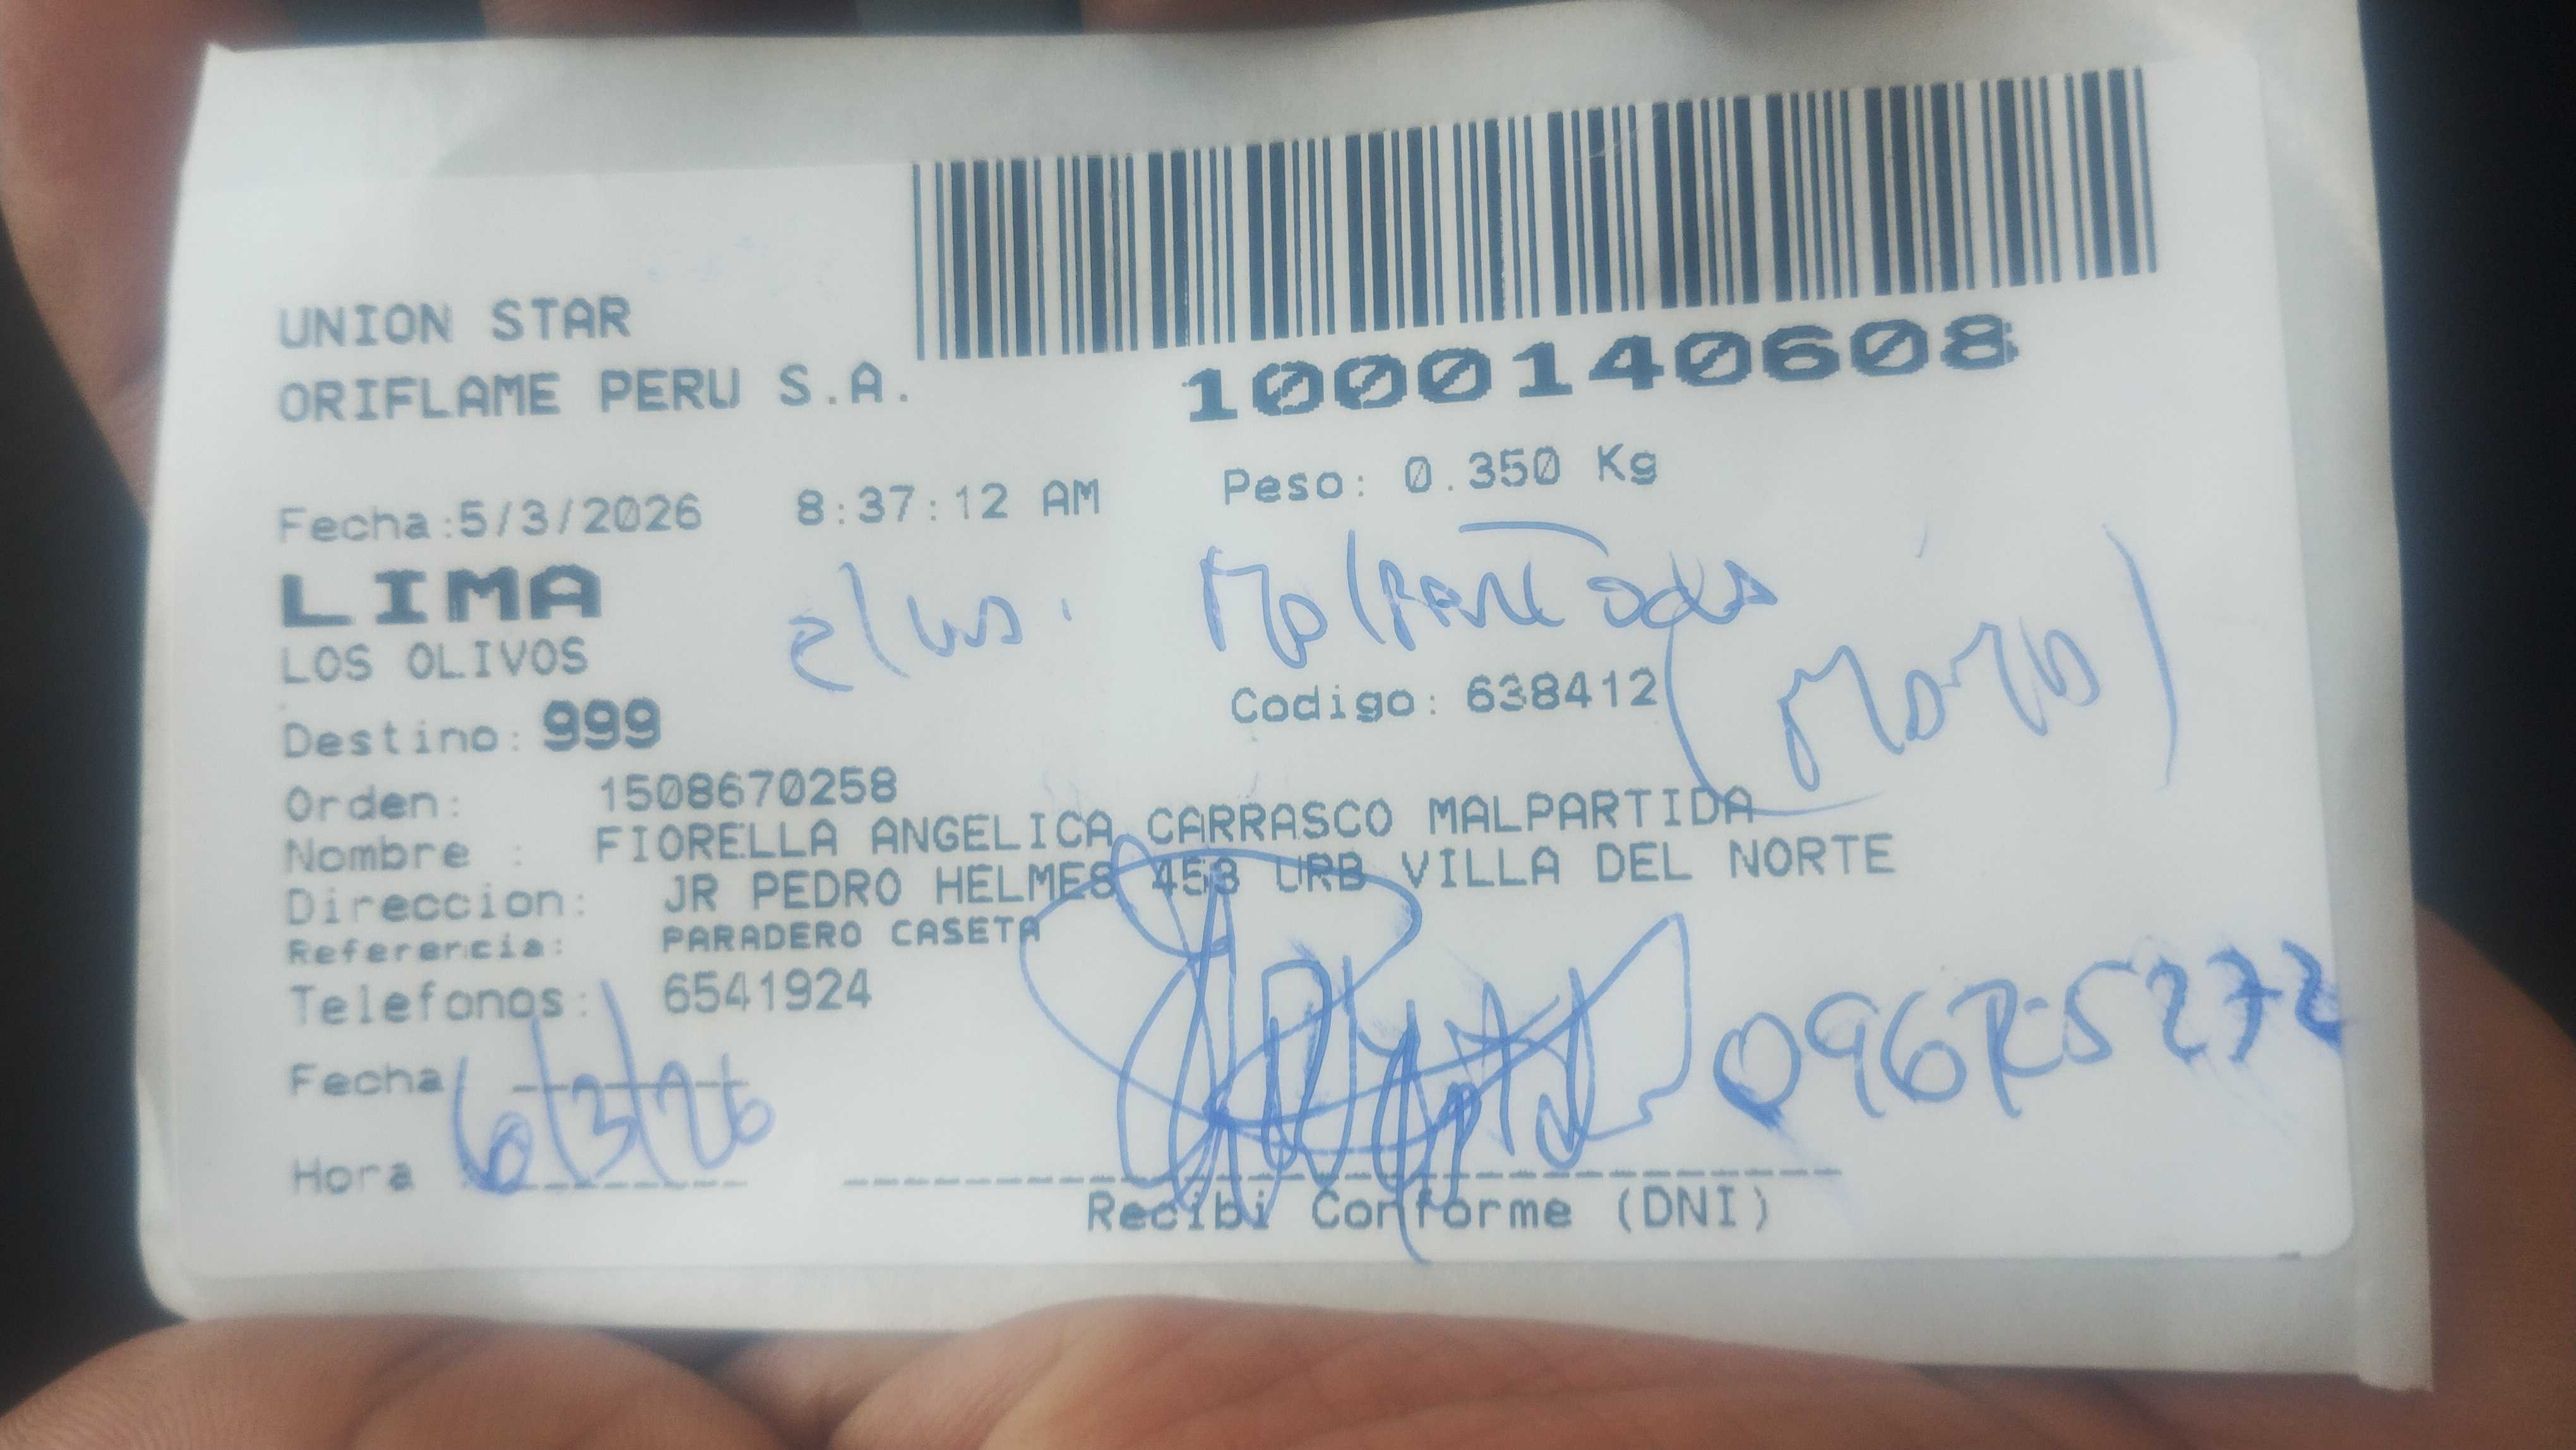 UNION STAR
ORIFLAME PERU S.A.
1000140608
Fecha:5/3/2026 8:37:12 AM Peso: 0.350 Kg
LIMA
LOS OLIVOS
Destino: 999 Codigo: 638412
Orden: 1508670258
Nombre : FIORELLA ANGELICA CARRASCO MALPARTIDA
Direccion: JR PEDRO HELMES 453 URB VILLA DEL NORTE
Referencia: PARADERO CASETA
Telefonos: 6541924
Fecha 6/3/26
Hora
Recibi Conforme (DNI)